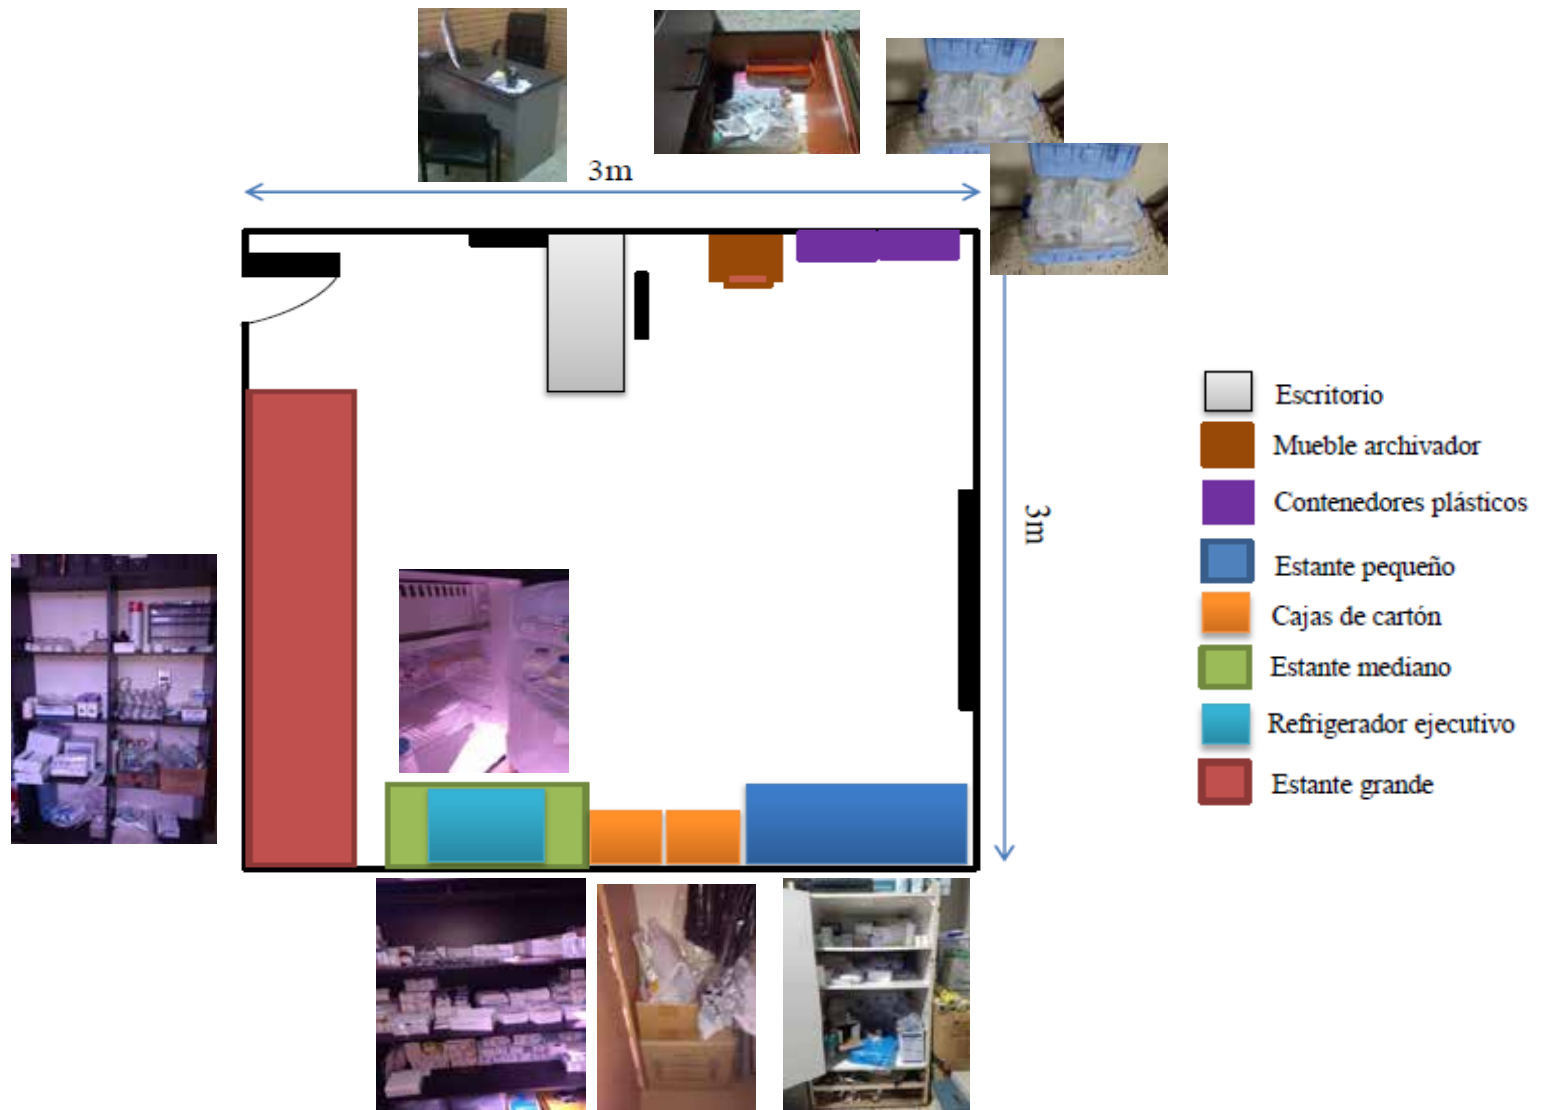 3m
3m
Escritorio
Mueble archivador
Contenedores plásticos
Estante pequeño
Cajas de cartón
Estante mediano
Refrigerador ejecutivo
Estante grande